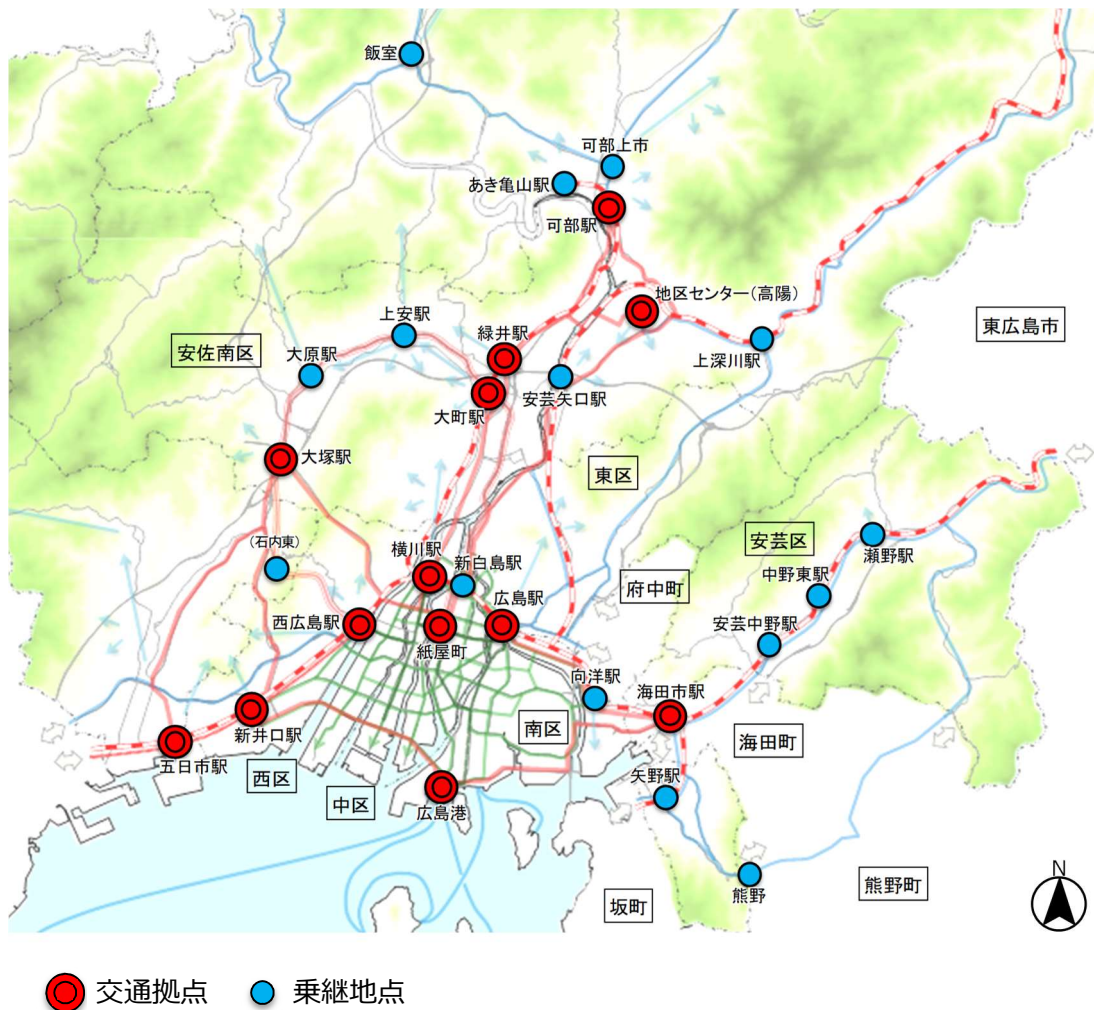 飯室
可部上市
あき亀山駅
可部駅
地区センター(高陽)
東広島市
上安駅
緑井駅
安佐南区
大原駅
上深川駅
安芸矢口駅
大町駅
大塚駅
東区
安芸区
瀬野駅
(石内東)
横川駅
新白島駅
中野東駅
府中町
西広島駅
紙屋町
広島駅
安芸中野駅
向洋駅
海田市駅
新井口駅
南区
海田町
五日市駅
西区
中区
広島港
矢野駅
熊野
熊野町
坂町
N
交通拠点
乗継地点